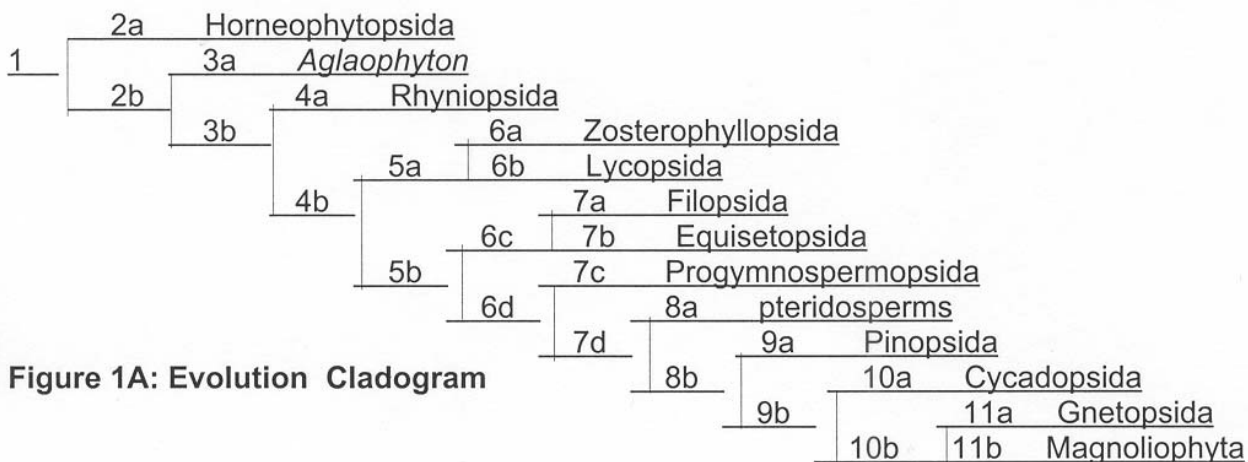 2a Horneophytopsida
1
3a Aglaophyton
2b 4a Rhyniopsida
3b 6a Zosterophyllopsida
5a 6b Lycopsida
4b 7a Filopsida
6c 7b Equisetopsida
5b 7c Progymnospermopsida
6d 8a pteridosperms
7d 9a Pinopsida
Figure 1A: Evolution Cladogram
8b 10a Cycadopsida
9b 11a Gnetopsida
10b 11b Magnoliophyta